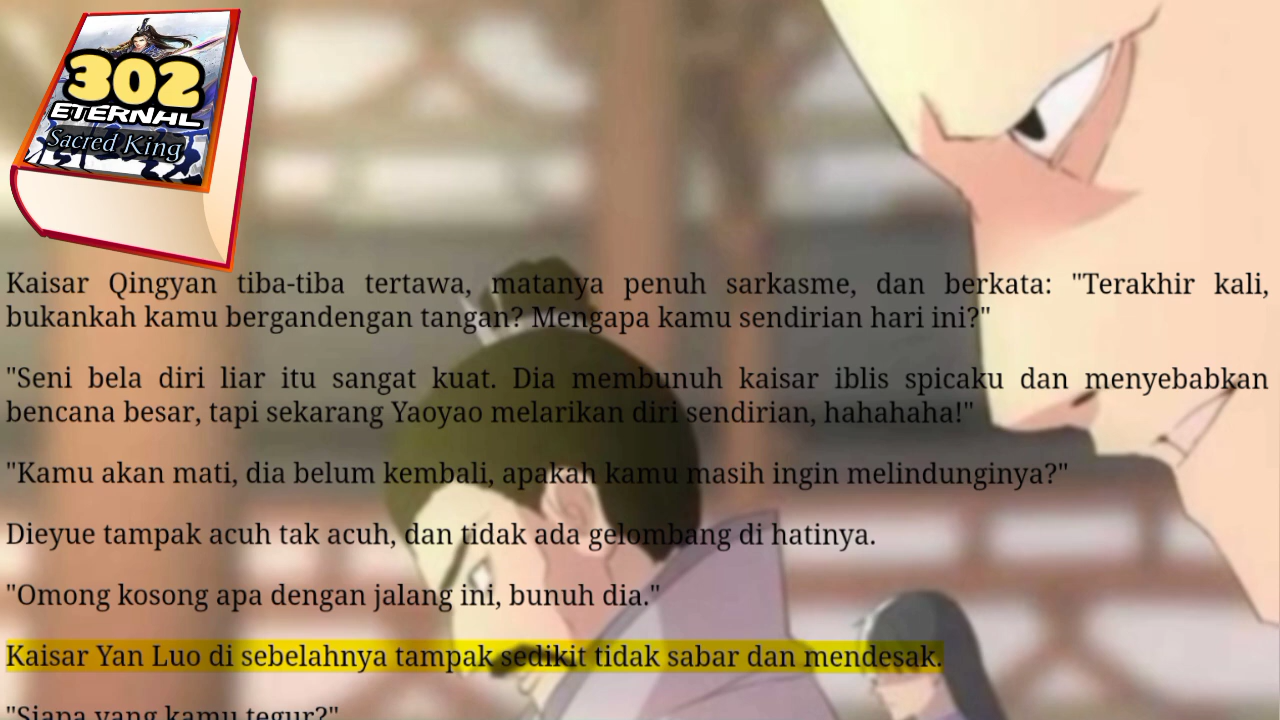 302
ETERNAL
Sacred King
Kaisar Qingyan tiba-tiba tertawa, matanya penuh sarkasme, dan berkata: "Terakhir kali,
bukankah kamu bergandengan tangan? Mengapa kamu sendirian hari ini?"
"Seni bela diri liar itu sangat kuat. Dia membunuh kaisar iblis spicaku dan menyebabkan
bencana besar, tapi sekarang Yaoyao melarikan diri sendirian, hahahaha!"
"Kamu akan mati, dia belum kembali, apakah kamu masih ingin melindunginya?"
Dieyue tampak acuh tak acuh, dan tidak ada gelombang di hatinya.
"Omong kosong apa dengan jalang ini, bunuh dia."
Kaisar Yan Luo di sebelahnya tampak sedikit tidak sabar dan mendesak.
"Siapa yang kamu tegur?"